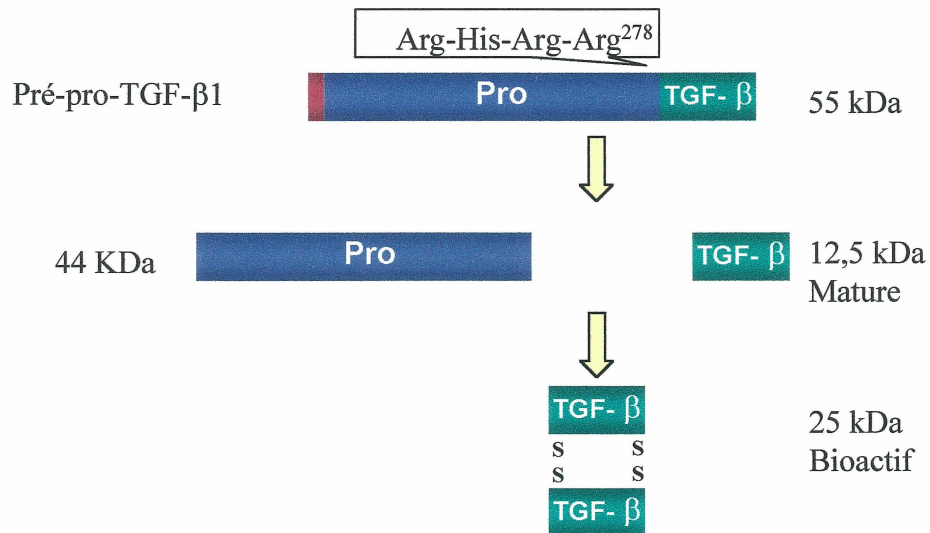 Arg-His-Arg-Arg²⁷⁸
Pré-pro-TGF-β1
Pro
TGF- β
55 kDa
44 KDa
Pro
TGF- β
12,5 kDa
Mature
TGF- β
s s
s s
TGF- β
25 kDa
Bioactif